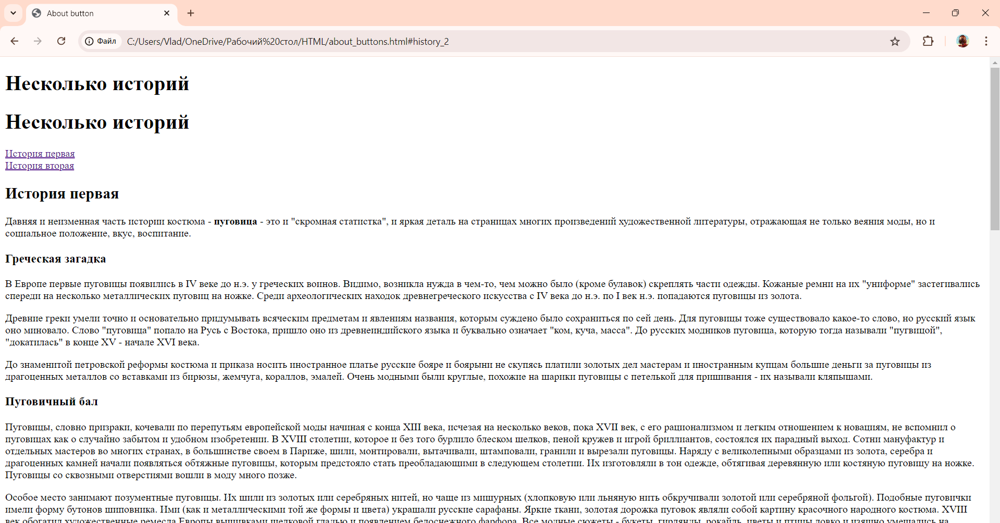 About button
Файл
C:/Users/Vlad/OneDrive/Рабочий%20стол/HTML/about_buttons.html#history_2
Несколько историй
Несколько историй
История первая
История вторая
История первая
Давняя и неизменная часть истории костюма - пуговица - это и "скромная статистка", и яркая деталь на страницах многих произведений художественной литературы, отражающая не только веяния моды, но и
социальное положение, вкус, воспитание.
Греческая загадка
В Европе первые пуговицы появились в IV веке до н.э. у греческих воинов. Видимо, возникла нужда в чем-то, чем можно было (кроме булавок) скреплять части одежды. Кожаные ремни на их "униформе" застегивались
спереди на несколько металлических пуговиц на ножке. Среди археологических находок древнегреческого искусства с IV века до н.э. по I век н.э. попадаются пуговицы из золота.
Древние греки умели точно и основательно придумывать всяческим предметам и явлениям названия, которым суждено было сохраниться по сей день. Для пуговицы тоже существовало какое-то слово, но русский язык
оно миновало. Слово "пуговица" попало на Русь с Востока, пришло оно из древнеиндийского языка и буквально означает "ком, куча, масса". До русских модников пуговица, которую тогда называли "пугвицой",
"докатилась" в конце XV - начале XVI века.
До знаменитой петровской реформы костюма и приказа носить иностранное платье русские бояре и боярыни не скупясь платили золотых дел мастерам и иностранным купцам большие деньги за пуговицы из
драгоценных металлов со вставками из бирюзы, жемчуга, кораллов, эмалей. Очень модными были круглые, похожие на шарики пуговицы с петелькой для пришивания - их называли кляпышами.
Пуговичный бал
Пуговицы, словно призраки, кочевали по перепутьям европейской моды начиная с конца XIII века, исчезая на несколько веков, пока XVII век, с его рационализмом и легким отношением к новациям, не вспомнил о
пуговицах как о случайно забытом и удобном изобретении. В XVIII столетии, которое и без того бурлило блеском шелков, пеной кружев и игрой бриллиантов, состоялся их парадный выход. Сотни мануфактур и
отдельных мастеров во многих странах, в большинстве своем в Париже, шили, монтировали, вытачивали, штамповали, гранили и вырезали пуговицы. Наряду с великолепными образцами из золота, серебра и
драгоценных камней начали появляться обтяжные пуговицы, которым предстояло стать преобладающими в следующем столетии. Их изготовляли в тон одежде, обтягивая деревянную или костяную пуговицу на ножке.
Пуговицы со сквозными отверстиями вошли в моду много позже.
Особое место занимают позументные пуговицы. Их шили из золотых или серебряных нитей, но чаще из мишурных (хлопковую или льняную нить обкручивали золотой или серебряной фольгой). Подобные пуговички
имели форму бутонов шиповника. Ими (как и металлическими той же формы и цвета) украшали русские сарафаны. Яркие ткани, золотая дорожка пуговок являли собой картину красочного народного костюма. XVIII
век обогатил художественные ремесла Европы вышивками шелковой гладью и появлением белоснежного фарфора. Все модные сюжеты - букеты, гирлянды, рокайль, цветы и птицы ловко и изящно умещались на